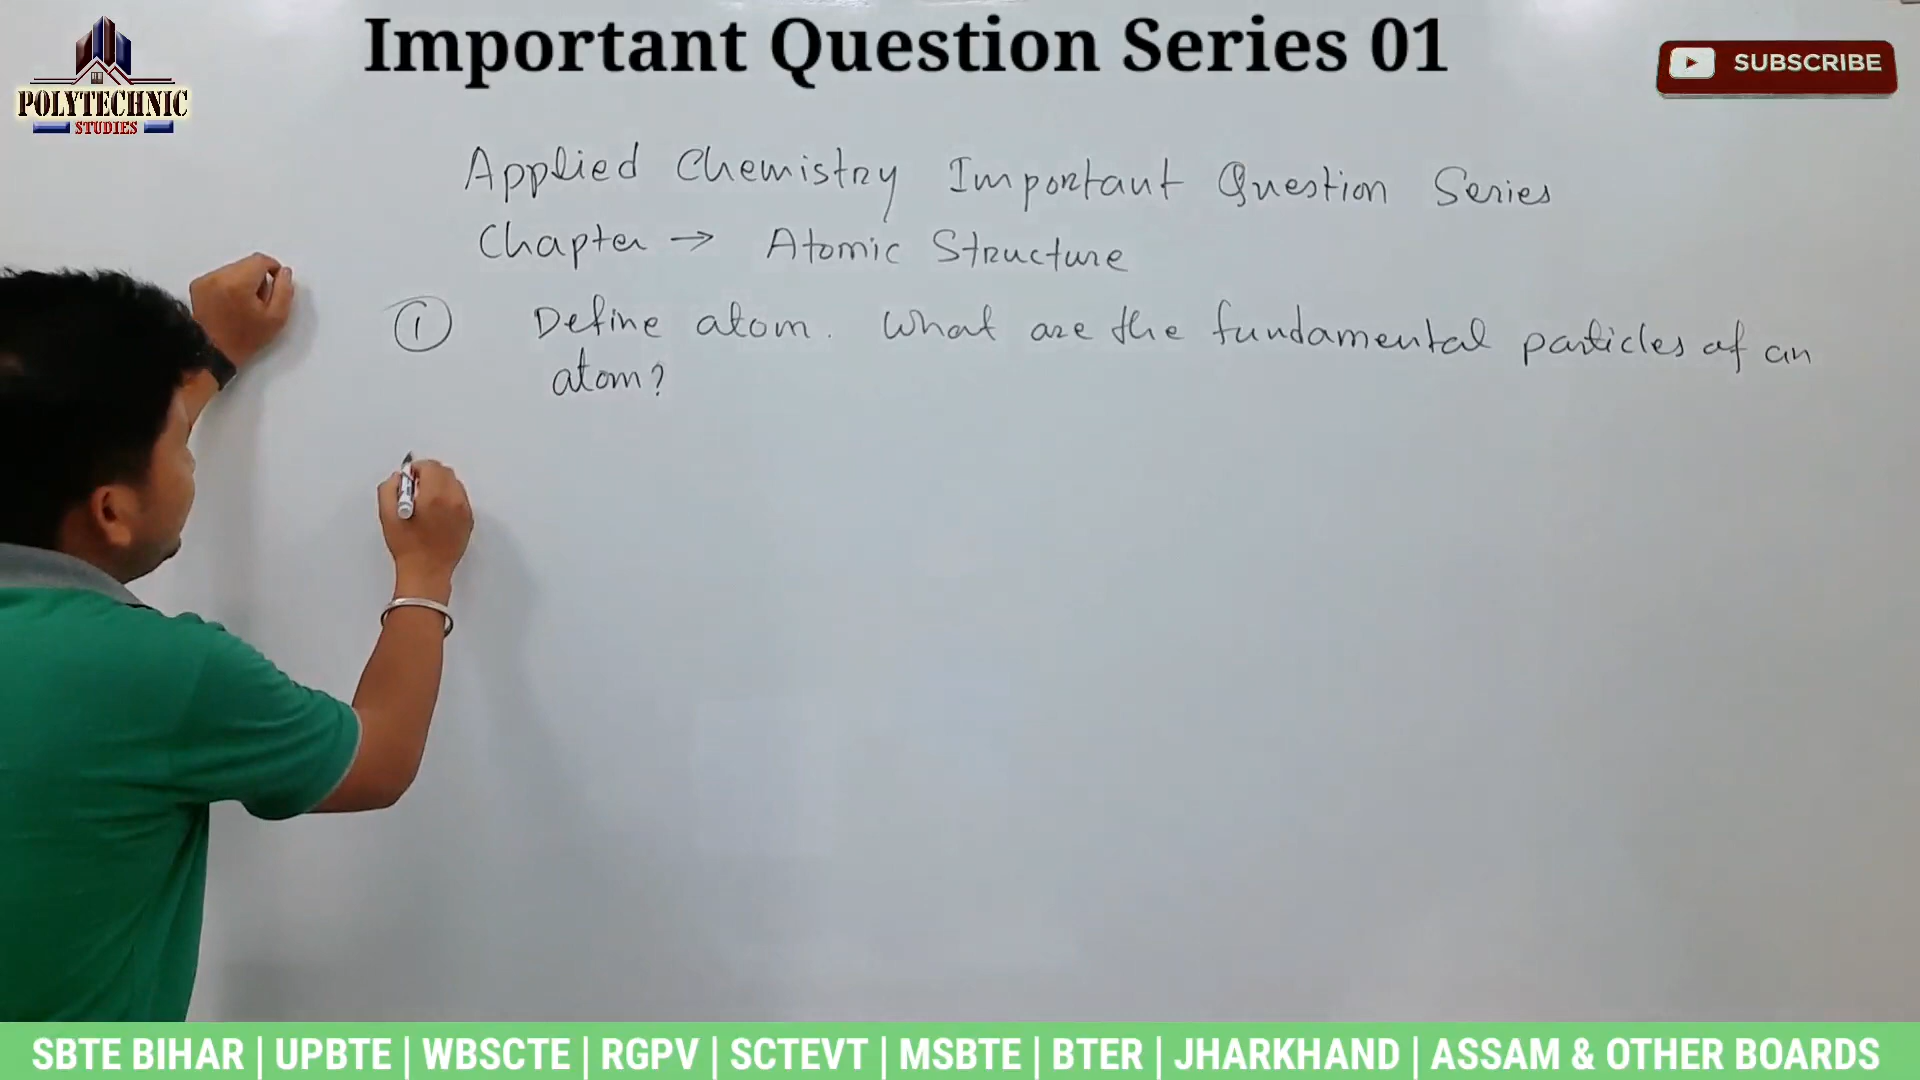 Important Question Series 01
POLYTECHNIC
STUDIES
SUBSCRIBE
Applied Chemistry Important Question Series
Chapter → Atomic Structure
① Define atom. What are the fundamental particles of an
atom?
SBTE BIHAR | UPBTE | WBSCTE | RGPV | SCTEVT | MSBTE | BTER | JHARKHAND | ASSAM & OTHER BOARDS